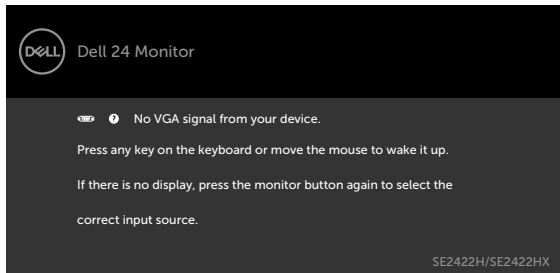 DELL
Dell 24 Monitor
No VGA signal from your device.
Press any key on the keyboard or move the mouse to wake it up.
If there is no display, press the monitor button again to select the
correct input source.
SE2422H/SE2422HX